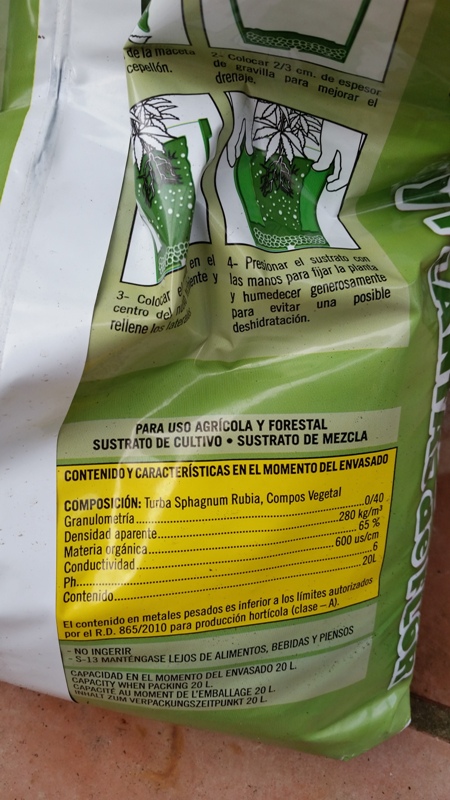 de la maceta
cepellón.
2- Colocar 2/3 cm. de espesor
de gravilla para mejorar el
drenaje.
3- Colocar en el
centro del iente y
rellene los
4- Presionar el sustrato con
las manos para fijar la planta
y humedecer generosamente
para evitar una posible
deshidratación.
PARA USO AGRÍCOLA Y FORESTAL
SUSTRATO DE CULTIVO • SUSTRATO DE MEZCLA
CONTENIDO Y CARACTERÍSTICAS EN EL MOMENTO DEL ENVASADO
COMPOSICIÓN: Turba Sphagnum Rubia, Compos Vegetal
Granulometría..........0/40
Densidad aparente..........280 kg/m³
Materia orgánica..........65 %
Conductividad..........600 us/cm
Ph..........6
Contenido..........20L
El contenido en metales pesados es inferior a los límites autorizados
por el R.D. 865/2010 para producción hortícola (clase – A).
- NO INGERIR
- S-13 MANTÉNGASE LEJOS DE ALIMENTOS, BEBIDAS Y PIENSOS
CAPACIDAD EN EL MOMENTO DEL ENVASADO 20 L.
CAPACITY WHEN PACKING 20 L.
CAPACITÉ AU MOMENT DE L'EMBALLAGE 20 L.
INHALT ZUM VERPACKUNGSZEITPUNKT 20 L.